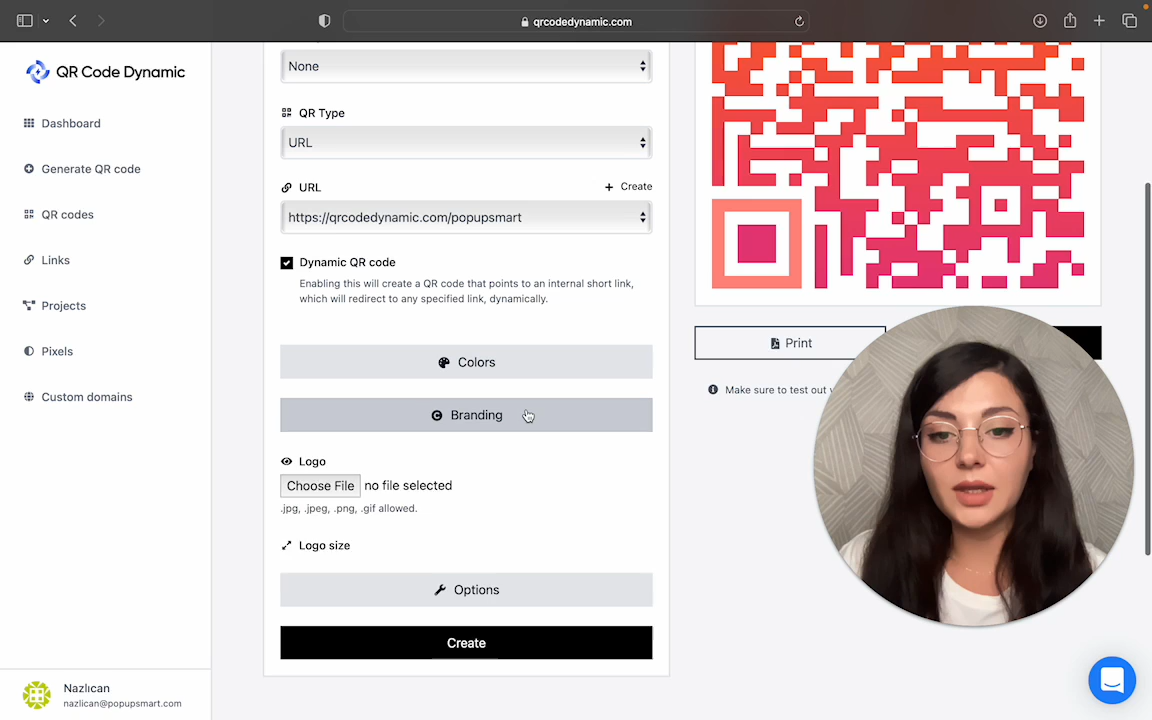 qrcodedynamic.com
QR Code Dynamic
Dashboard
Generate QR code
QR codes
Links
Projects
Pixels
Custom domains
Nazlıcan
nazlican@popupsmart.com
None
QR Type
URL
URL
+ Create
https://qrcodedynamic.com/popupsmart
Dynamic QR code
Enabling this will create a QR code that points to an internal short link,
which will redirect to any specified link, dynamically.
Colors
Branding
Logo
Choose File no file selected
.jpg, .jpeg, .png, .gif allowed.
Logo size
Options
Create
Print
Make sure to test out